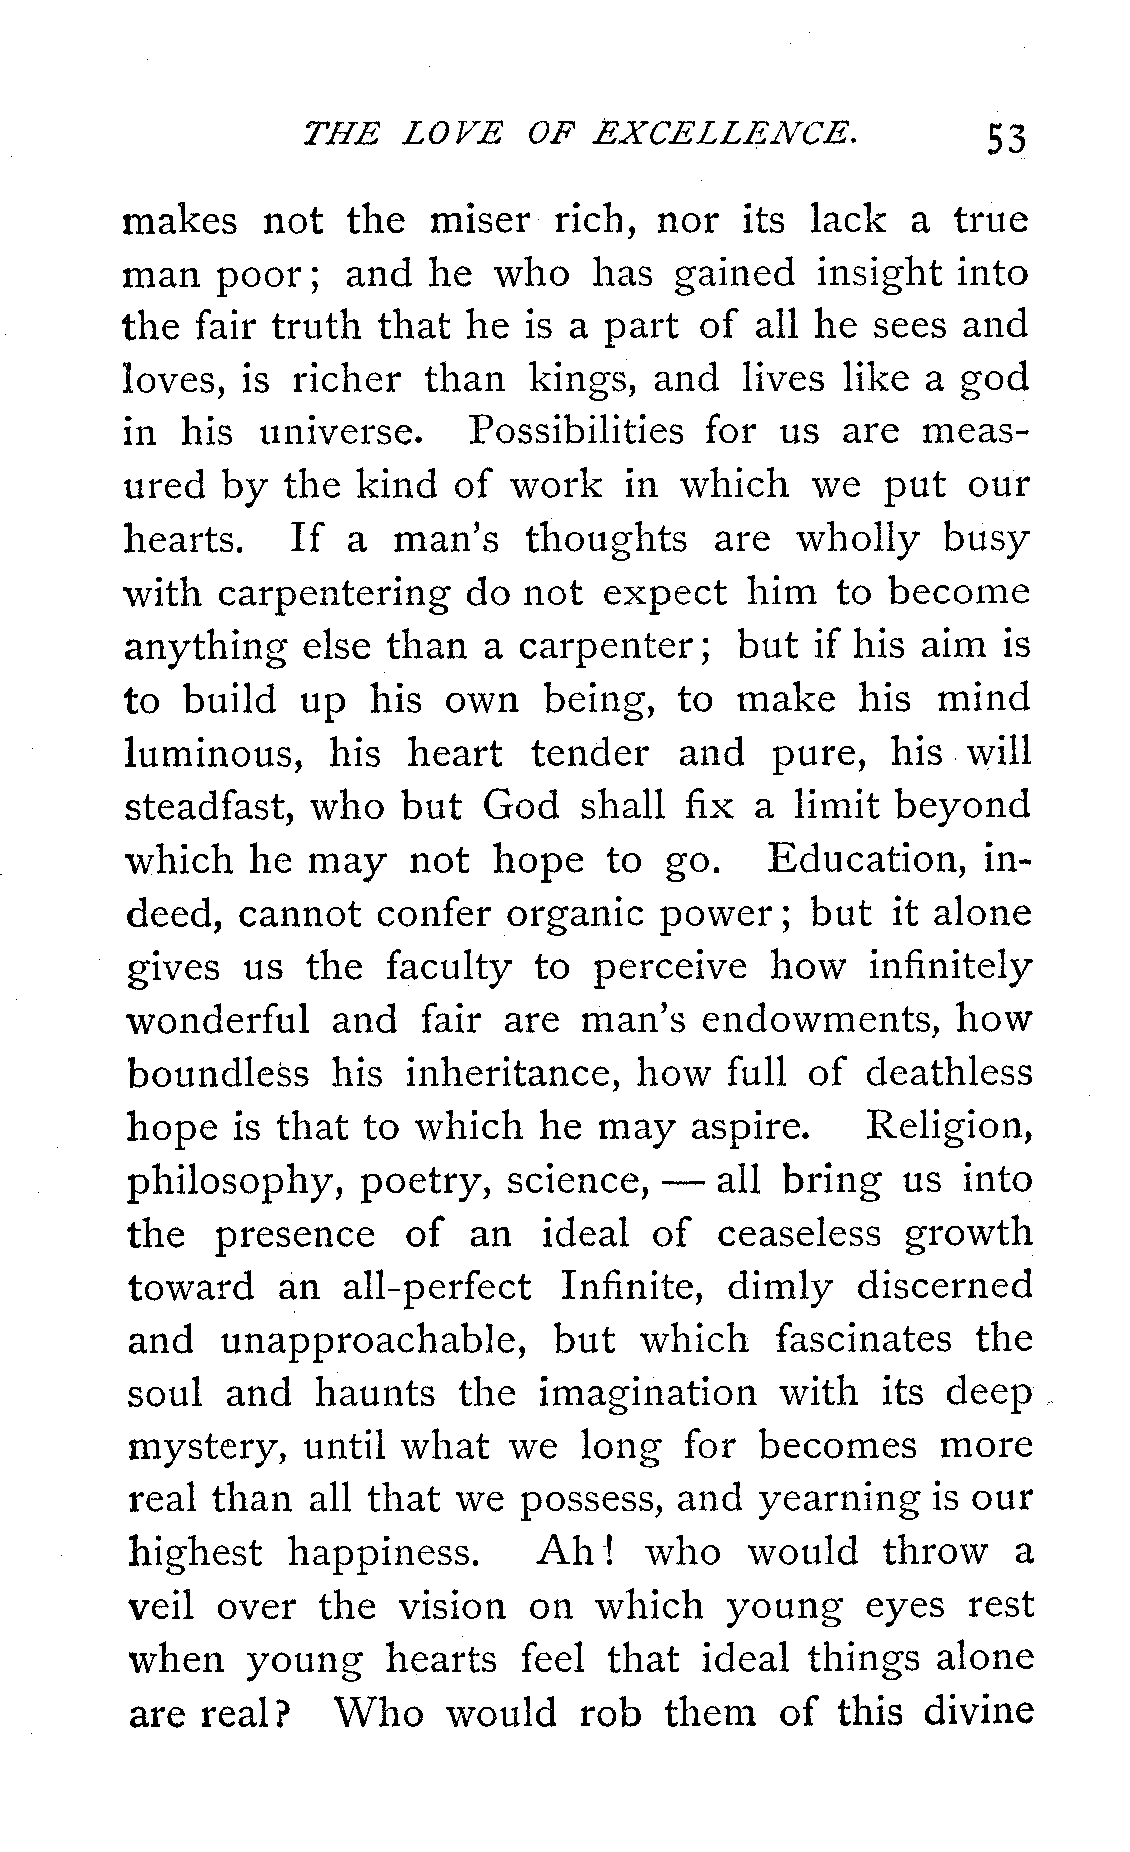 THE LOVE OF EXCELLENCE. 53
makes not the miser rich, nor its lack a true
man poor; and he who has gained insight into
the fair truth that he is a part of all he sees and
loves, is richer than kings, and lives like a god
in his universe. Possibilities for us are meas-
ured by the kind of work in which we put our
hearts. If a man's thoughts are wholly busy
with carpentering do not expect him to become
anything else than a carpenter; but if his aim is
to build up his own being, to make his mind
luminous, his heart tender and pure, his will
steadfast, who but God shall fix a limit beyond
which he may not hope to go. Education, in-
deed, cannot confer organic power; but it alone
gives us the faculty to perceive how infinitely
wonderful and fair are man's endowments, how
boundless his inheritance, how full of deathless
hope is that to which he may aspire. Religion,
philosophy, poetry, science, — all bring us into
the presence of an ideal of ceaseless growth
toward an all-perfect Infinite, dimly discerned
and unapproachable, but which fascinates the
soul and haunts the imagination with its deep
mystery, until what we long for becomes more
real than all that we possess, and yearning is our
highest happiness. Ah! who would throw a
veil over the vision on which young eyes rest
when young hearts feel that ideal things alone
are real? Who would rob them of this divine